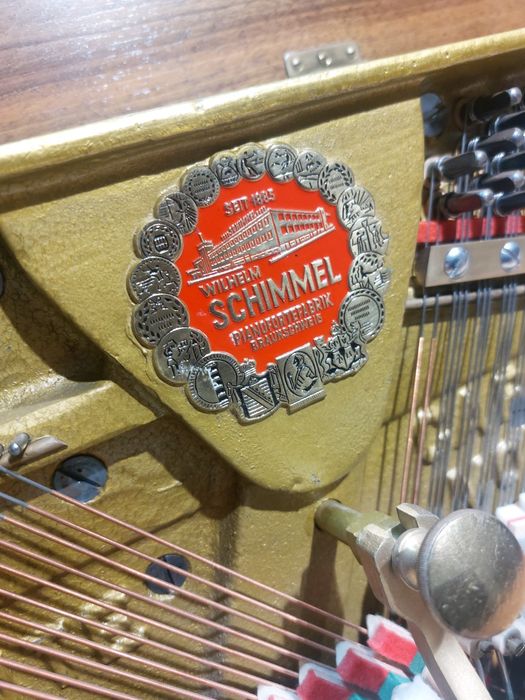 SEIT 1885
WILHELM
SCHIMMEL
PIANOFORTEFABRIK
BRAUNSCHWEIG